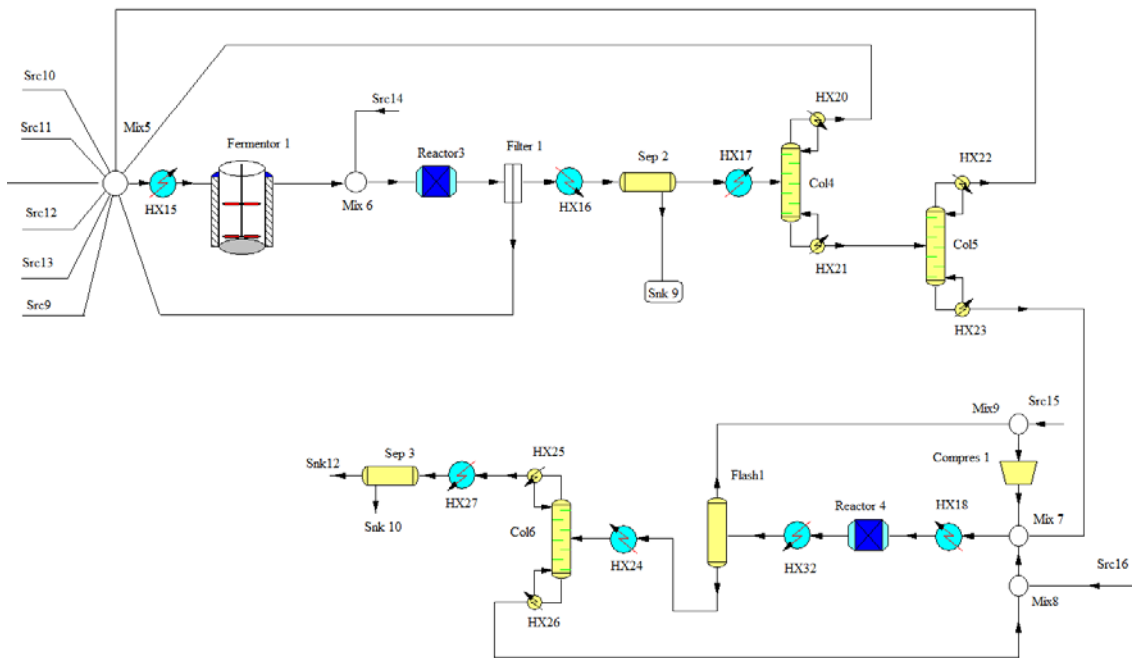 Src10
Src11
Mix5
Fermentor 1
Src14
Reactor3
Filter 1
Sep 2
HX17
HX20
HX22
HX15
Mix 6
HX16
Col4
Src12
Col5
HX21
Src13
Snk 9
Src9
HX23
Mix9
Src15
Snk12
Sep 3
HX25
Compres 1
Flash1
HX27
Snk 10
Col6
Reactor 4
HX18
Mix 7
HX24
HX32
Src16
HX26
Mix8